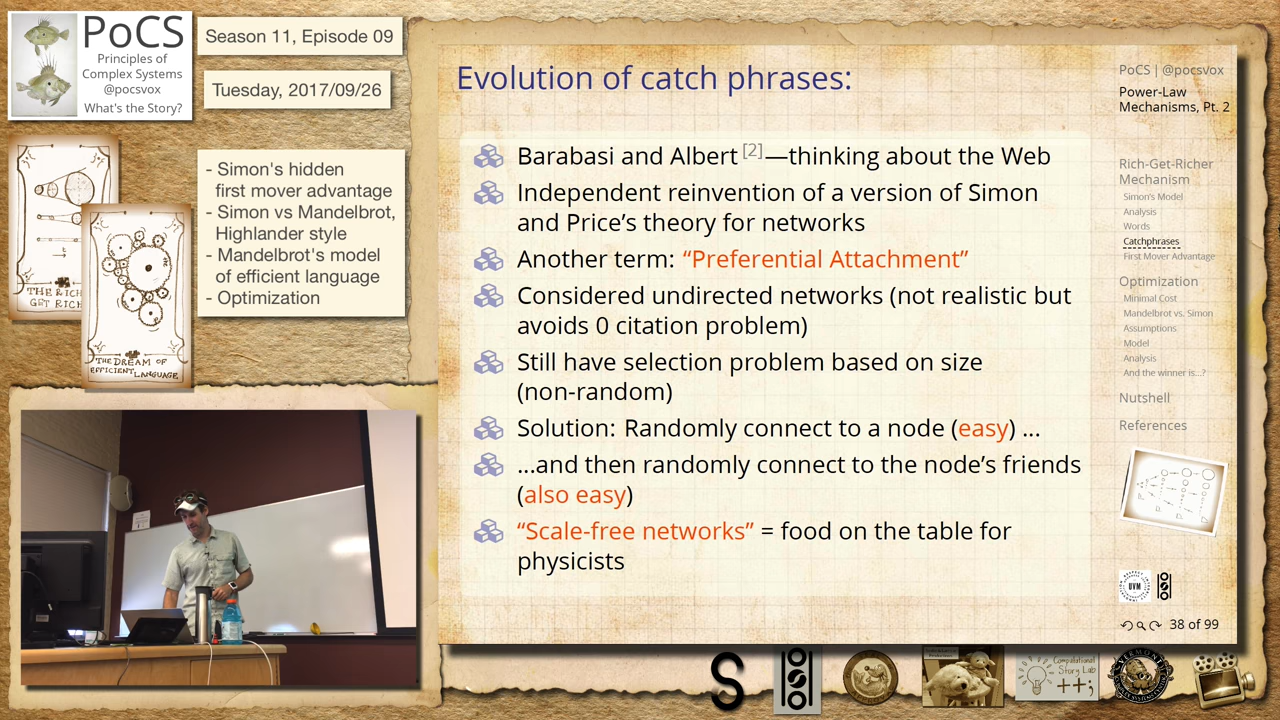 PoCS
Principles of
Complex Systems
@pocsvox
What's the Story?
Season 11, Episode 09
Tuesday, 2017/09/26
- Simon's hidden
first mover advantage
- Simon vs Mandelbrot,
Highlander style
- Mandelbrot's model
of efficient language
- Optimization
THE RICH
GET RICH
THE DREAM OF
EFFICIENT LANGUAGE
Evolution of catch phrases:
Barabasi and Albert [2]—thinking about the Web
Independent reinvention of a version of Simon
and Price's theory for networks
Another term: “Preferential Attachment”
Considered undirected networks (not realistic but
avoids 0 citation problem)
Still have selection problem based on size
(non-random)
Solution: Randomly connect to a node (easy) ...
...and then randomly connect to the node's friends
(also easy)
“Scale-free networks” = food on the table for
physicists
PoCS | @pocsvox
Power-Law
Mechanisms, Pt. 2
Rich-Get-Richer
Mechanism
Simon's Model
Analysis
Words
Catchphrases
First Mover Advantage
Optimization
Minimal Cost
Mandelbrot vs. Simon
Assumptions
Model
Analysis
And the winner is...?
Nutshell
References
UVM
38 of 99
S
Computational
Story Lab
++;
VERMONT